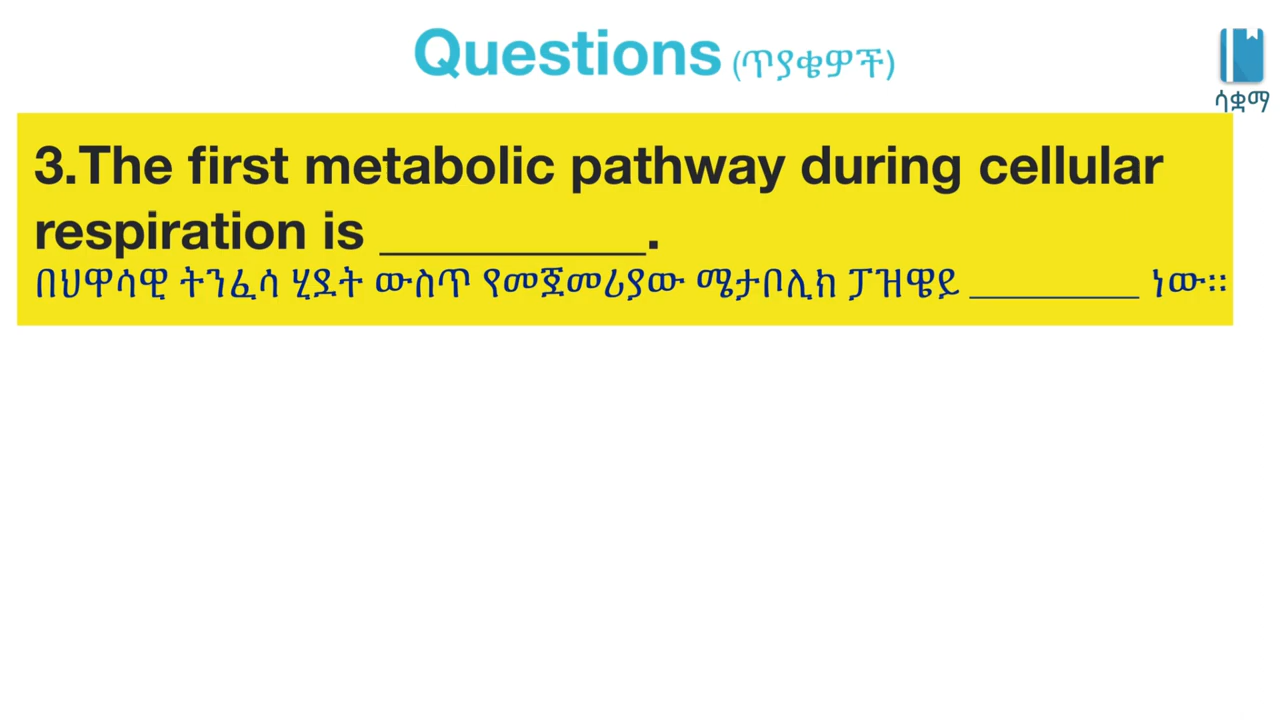 Questions (ጥያቄዎች)
ሳቋማ
3.The first metabolic pathway during cellular
respiration is __________.
በህዋሳዊ ትንፈሳ ሂደት ውስጥ የመጀመሪያው ሜታቦሊክ ፓዝዌይ __________ ነው።